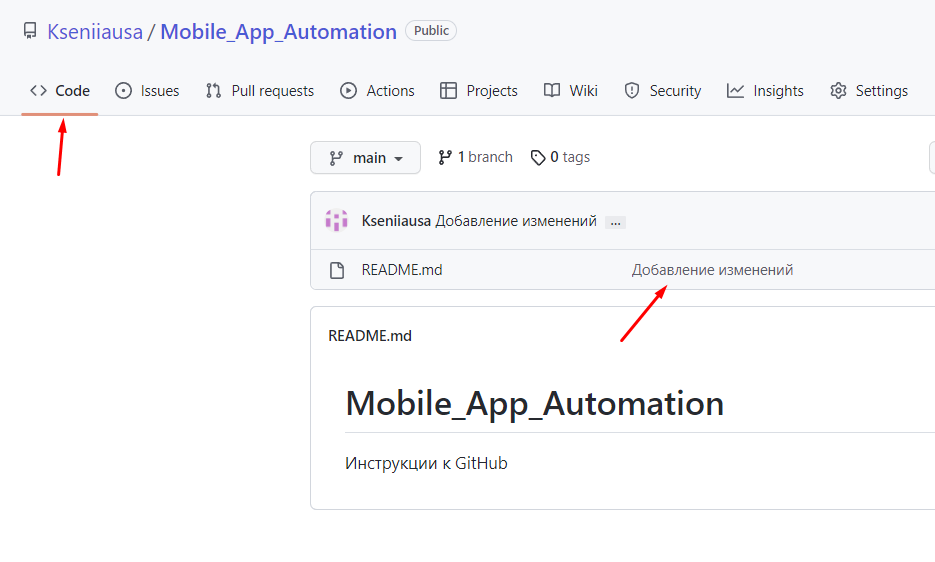 Kseniiausa / Mobile_App_Automation Public
Code Issues Pull requests Actions Projects Wiki Security Insights Settings
main 1 branch 0 tags
Kseniiausa Добавление изменений ...
README.md Добавление изменений
README.md
Mobile_App_Automation
Инструкции к GitHub